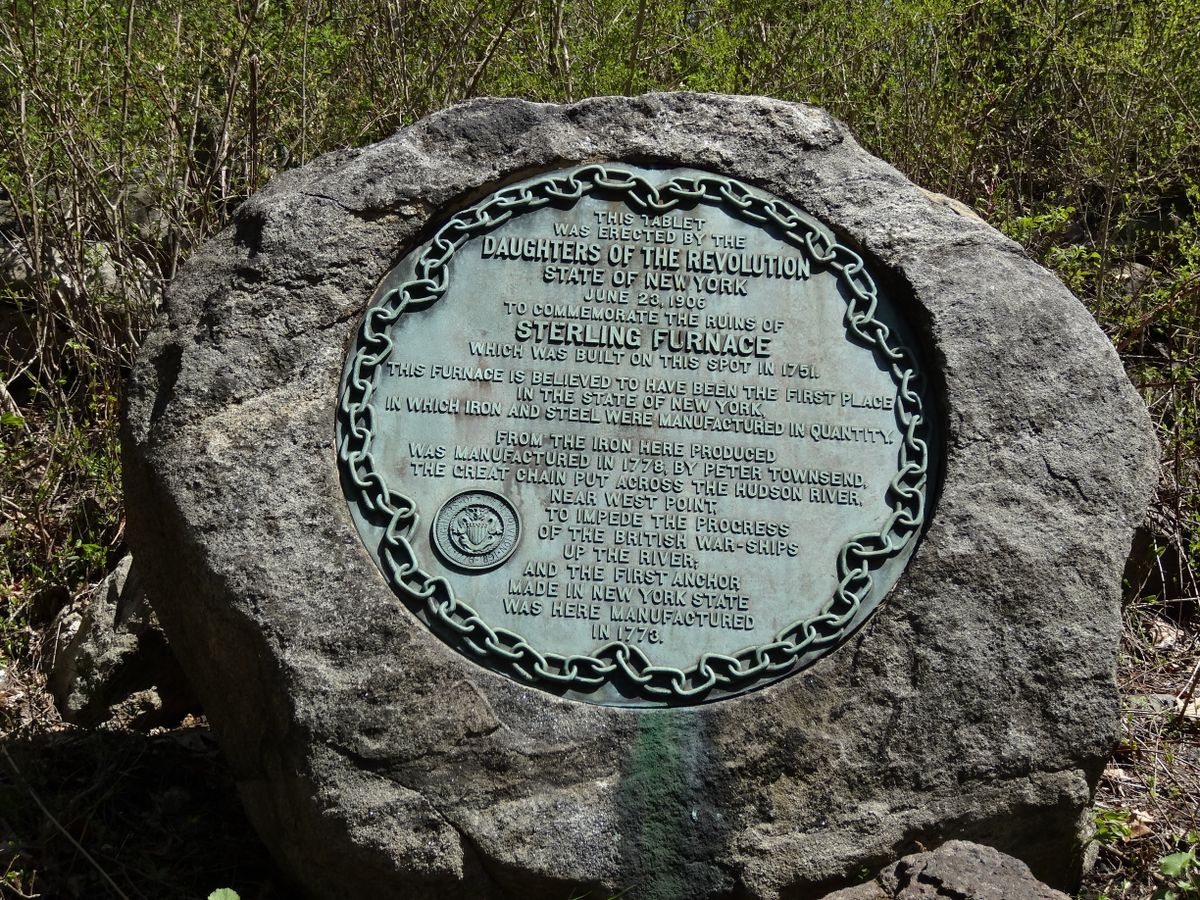 THIS TABLET
WAS ERECTED BY THE
DAUGHTERS OF THE REVOLUTION
STATE OF NEW YORK
JUNE 23, 1906
TO COMMEMORATE THE RUINS OF
STERLING FURNACE
WHICH WAS BUILT ON THIS SPOT IN 1751.
THIS FURNACE IS BELIEVED TO HAVE BEEN THE FIRST PLACE
IN THE STATE OF NEW YORK,
IN WHICH IRON AND STEEL WERE MANUFACTURED IN QUANTITY.
FROM THE IRON HERE PRODUCED
WAS MANUFACTURED IN 1778, BY PETER TOWNSEND,
THE GREAT CHAIN PUT ACROSS THE HUDSON RIVER,
NEAR WEST POINT,
TO IMPEDE THE PROGRESS
OF THE BRITISH WAR-SHIPS
UP THE RIVER;
AND THE FIRST ANCHOR
MADE IN NEW YORK STATE
WAS HERE MANUFACTURED
IN 1773.